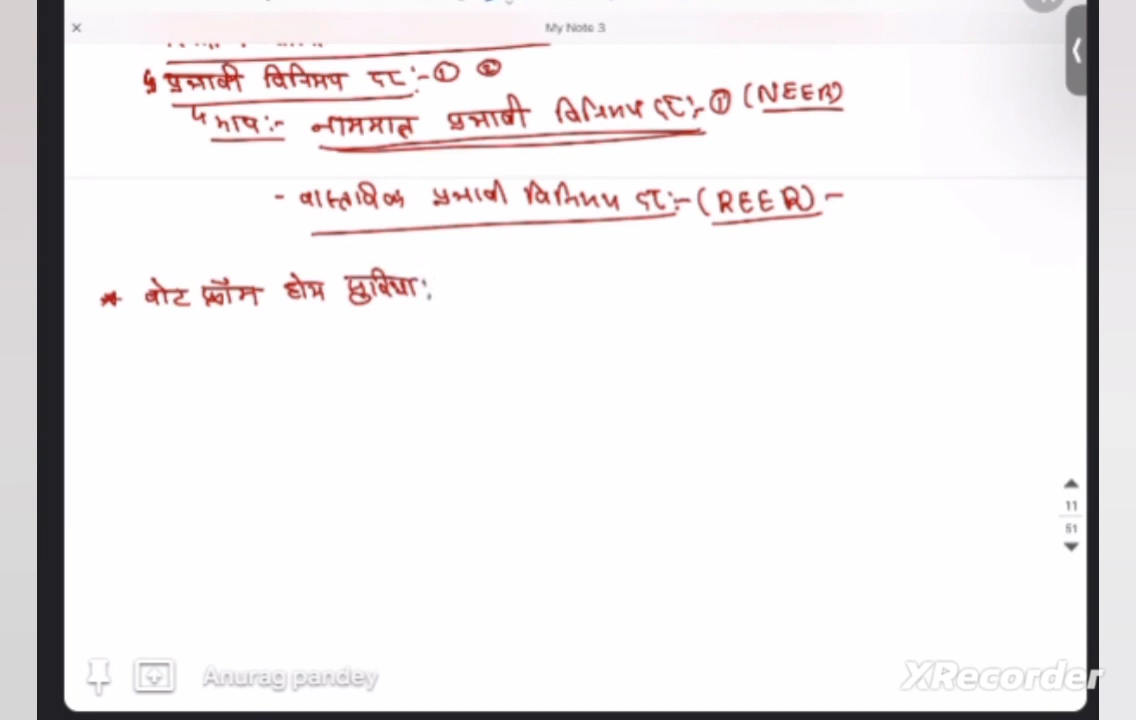 × My Note 3
↳ प्रभावी विनिमय दर :- ① ②
↳ माप :- नाममात्र प्रभावी विनिमय दर :- ① (NEER)
- वास्तविक प्रभावी विनिमय दर :- (REER) -
* वोट फ्रॉम होम सुविधा :
11
51
Anurag pandey
XRecorder